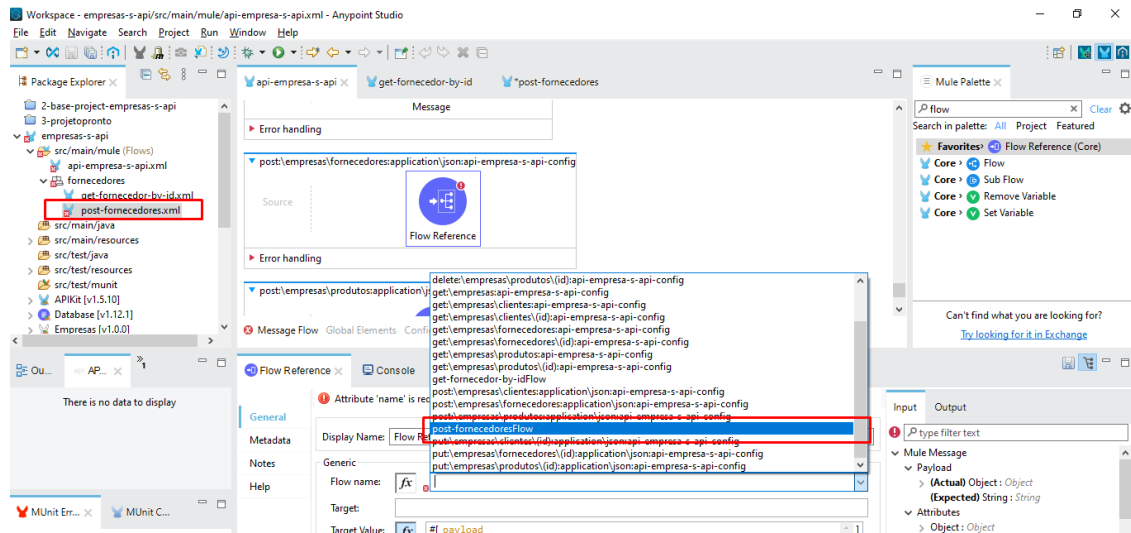 Workspace - empresas-s-api/src/main/mule/api-empresa-s-api.xml - Anypoint Studio
File Edit Navigate Search Project Run Window Help
Package Explorer
2-base-project-empresas-s-api
3-projetopronto
empresas-s-api
src/main/mule (Flows)
api-empresa-s-api.xml
fornecedores
get-fornecedor-by-id.xml
post-fornecedores.xml
src/main/java
src/main/resources
src/test/java
src/test/resources
src/test/munit
APIKit [v1.5.10]
Database [v1.12.1]
Empresas [v1.0.0]
api-empresa-s-api
get-fornecedor-by-id
*post-fornecedores
Message
Error handling
post:\empresas\fornecedores:application\json:api-empresa-s-api-config
Source
Flow Reference
Error handling
post:\empresas\produtos:application\j
Message Flow Global Elements Confi
delete:\empresas\produtos\(id):api-empresa-s-api-config
get:\empresas:api-empresa-s-api-config
get:\empresas\clientes:api-empresa-s-api-config
get:\empresas\clientes\(id):api-empresa-s-api-config
get:\empresas\fornecedores:api-empresa-s-api-config
get:\empresas\fornecedores\(id):api-empresa-s-api-config
get:\empresas\produtos:api-empresa-s-api-config
get:\empresas\produtos\(id):api-empresa-s-api-config
get-fornecedor-by-idFlow
post:\empresas\clientes:application\json:api-empresa-s-api-config
post:\empresas\fornecedores:application\json:api-empresa-s-api-config
post:\empresas\produtos:application\json:api-empresa-s-api-config
post-fornecedoresFlow
put:\empresas\clientes\(id):application\json:api-empresa-s-api-config
put:\empresas\fornecedores\(id):application\json:api-empresa-s-api-config
put:\empresas\produtos\(id):application\json:api-empresa-s-api-config
Mule Palette
flow
Clear
Search in palette: All Project Featured
Favorites› Flow Reference (Core)
Core › Flow
Core › Sub Flow
Core › Remove Variable
Core › Set Variable
Can't find what you are looking for?
Try looking for it in Exchange
Ou...
AP...
»1
There is no data to display
MUnit Err...
MUnit C...
Flow Reference
Console
Attribute 'name' is rec
General
Metadata
Notes
Help
Display Name: Flow Ref
Generic
Flow name: fx
Target:
Target Value: fx #[ payload
1
Input Output
type filter text
Mule Message
Payload
(Actual) Object : Object
(Expected) String : String
Attributes
Object : Object